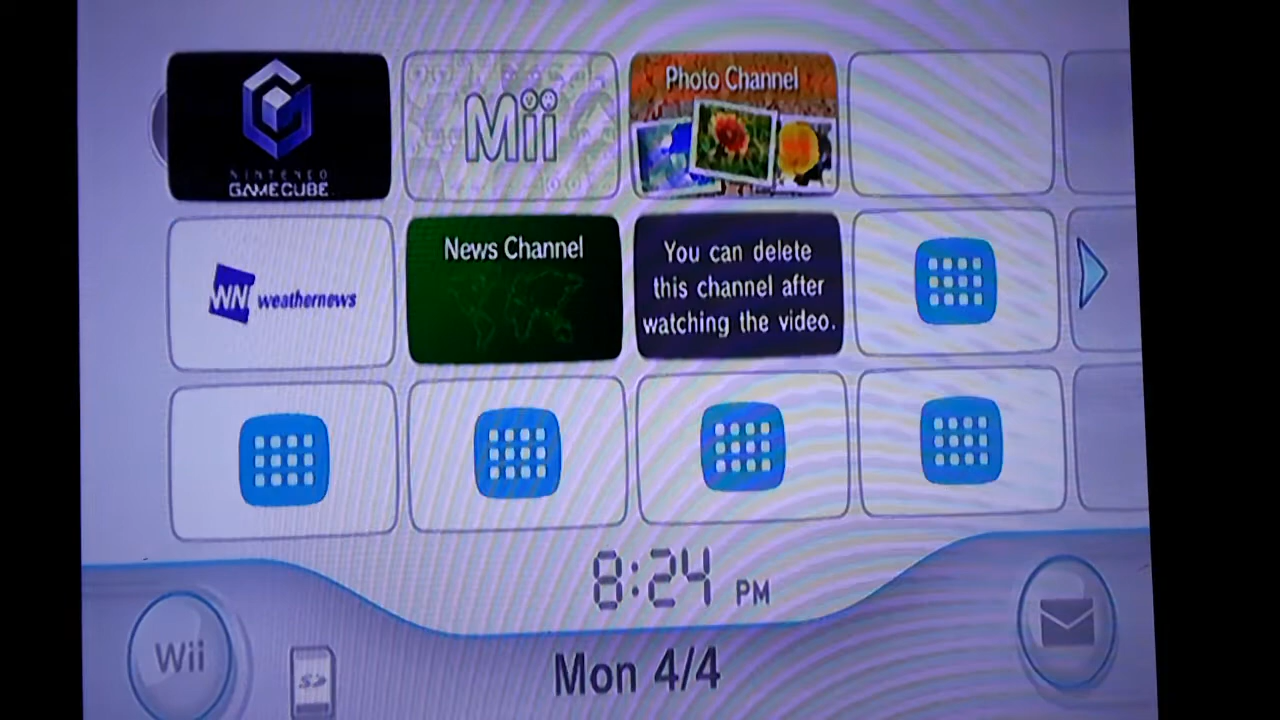 NINTENDO
GAMECUBE
Mii
Photo Channel
WN weathernews
News Channel
You can delete
this channel after
watching the video.
8:24 PM
Wii
SD
Mon 4/4